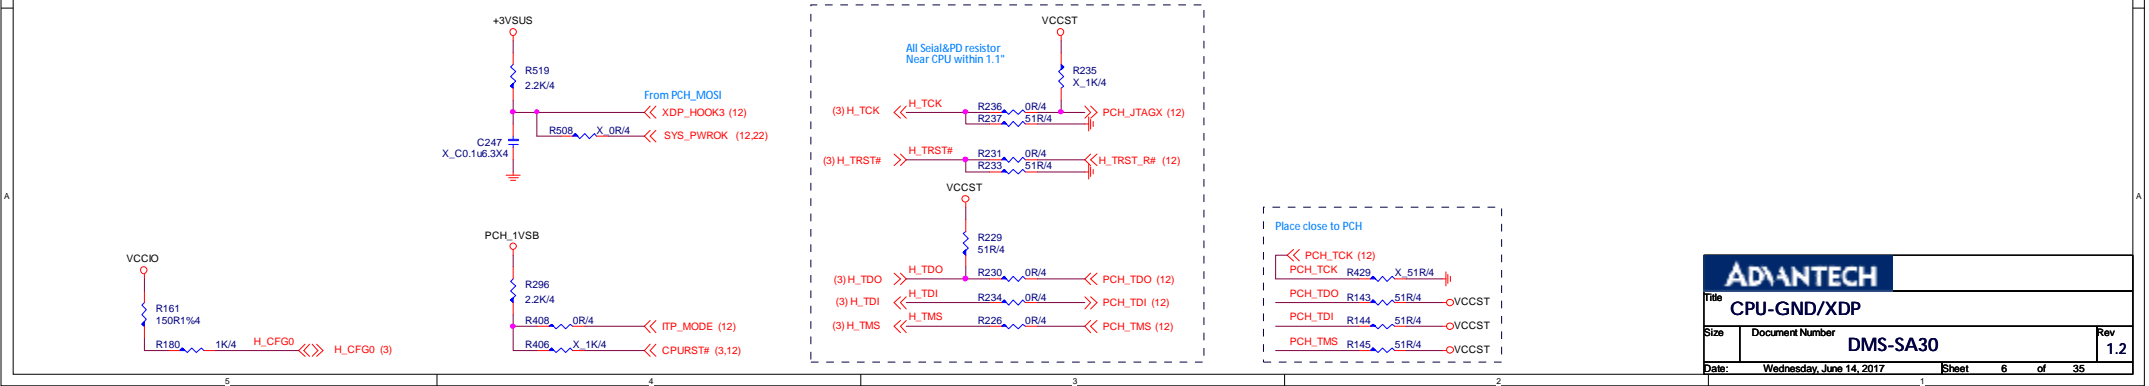 +3VSUS
R519
2.2K/4
From PCH_MOSI
XDP_HOOK3 (12)
R508 X_0R/4 SYS_PWROK (12,22)
C247
X_C0.1u6.3X4
VCCIO
R161
150R1%4
R180 1K/4 H_CFG0 H_CFG0 (3)
PCH_1VSB
R296
2.2K/4
R408 0R/4 ITP_MODE (12)
R406 X_1K/4 CPURST# (3,12)
All Seial&PD resistor
Near CPU within 1.1"
VCCST
R235
X_1K/4
(3) H_TCK H_TCK R236 0R/4 PCH_JTAGX (12)
R237 51R/4
(3) H_TRST# H_TRST# R231 0R/4 H_TRST_R# (12)
R233 51R/4
VCCST
R229
51R/4
(3) H_TDO H_TDO R230 0R/4 PCH_TDO (12)
(3) H_TDI H_TDI R234 0R/4 PCH_TDI (12)
(3) H_TMS H_TMS R226 0R/4 PCH_TMS (12)
Place close to PCH
PCH_TCK (12)
PCH_TCK R429 X_51R/4
PCH_TDO R143 51R/4 VCCST
PCH_TDI R144 51R/4 VCCST
PCH_TMS R145 51R/4 VCCST
ADVANTECH
Title
CPU-GND/XDP
Size Document Number Rev
DMS-SA30 1.2
Date: Wednesday, June 14, 2017 Sheet 6 of 35
A A
5 4 3 2 1